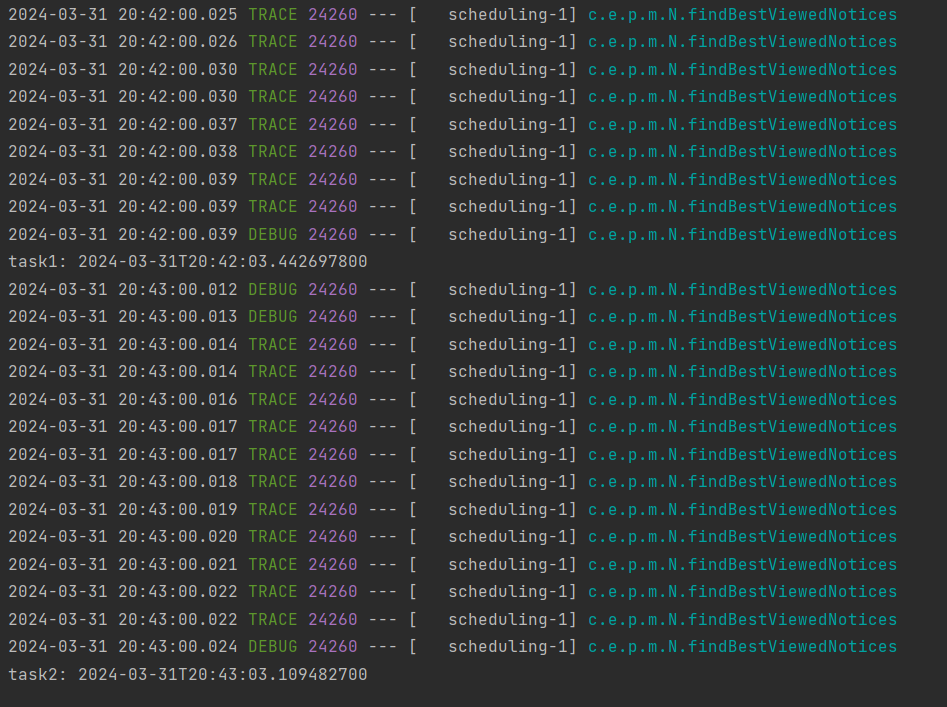 2024-03-31 20:42:00.025 TRACE 24260 --- [   scheduling-1] c.e.p.m.N.findBestViewedNotices
2024-03-31 20:42:00.026 TRACE 24260 --- [   scheduling-1] c.e.p.m.N.findBestViewedNotices
2024-03-31 20:42:00.030 TRACE 24260 --- [   scheduling-1] c.e.p.m.N.findBestViewedNotices
2024-03-31 20:42:00.030 TRACE 24260 --- [   scheduling-1] c.e.p.m.N.findBestViewedNotices
2024-03-31 20:42:00.037 TRACE 24260 --- [   scheduling-1] c.e.p.m.N.findBestViewedNotices
2024-03-31 20:42:00.038 TRACE 24260 --- [   scheduling-1] c.e.p.m.N.findBestViewedNotices
2024-03-31 20:42:00.039 TRACE 24260 --- [   scheduling-1] c.e.p.m.N.findBestViewedNotices
2024-03-31 20:42:00.039 TRACE 24260 --- [   scheduling-1] c.e.p.m.N.findBestViewedNotices
2024-03-31 20:42:00.039 DEBUG 24260 --- [   scheduling-1] c.e.p.m.N.findBestViewedNotices
task1: 2024-03-31T20:42:03.442697800
2024-03-31 20:43:00.012 DEBUG 24260 --- [   scheduling-1] c.e.p.m.N.findBestViewedNotices
2024-03-31 20:43:00.013 DEBUG 24260 --- [   scheduling-1] c.e.p.m.N.findBestViewedNotices
2024-03-31 20:43:00.014 TRACE 24260 --- [   scheduling-1] c.e.p.m.N.findBestViewedNotices
2024-03-31 20:43:00.014 TRACE 24260 --- [   scheduling-1] c.e.p.m.N.findBestViewedNotices
2024-03-31 20:43:00.016 TRACE 24260 --- [   scheduling-1] c.e.p.m.N.findBestViewedNotices
2024-03-31 20:43:00.017 TRACE 24260 --- [   scheduling-1] c.e.p.m.N.findBestViewedNotices
2024-03-31 20:43:00.017 TRACE 24260 --- [   scheduling-1] c.e.p.m.N.findBestViewedNotices
2024-03-31 20:43:00.018 TRACE 24260 --- [   scheduling-1] c.e.p.m.N.findBestViewedNotices
2024-03-31 20:43:00.019 TRACE 24260 --- [   scheduling-1] c.e.p.m.N.findBestViewedNotices
2024-03-31 20:43:00.020 TRACE 24260 --- [   scheduling-1] c.e.p.m.N.findBestViewedNotices
2024-03-31 20:43:00.021 TRACE 24260 --- [   scheduling-1] c.e.p.m.N.findBestViewedNotices
2024-03-31 20:43:00.022 TRACE 24260 --- [   scheduling-1] c.e.p.m.N.findBestViewedNotices
2024-03-31 20:43:00.022 TRACE 24260 --- [   scheduling-1] c.e.p.m.N.findBestViewedNotices
2024-03-31 20:43:00.024 DEBUG 24260 --- [   scheduling-1] c.e.p.m.N.findBestViewedNotices
task2: 2024-03-31T20:43:03.109482700